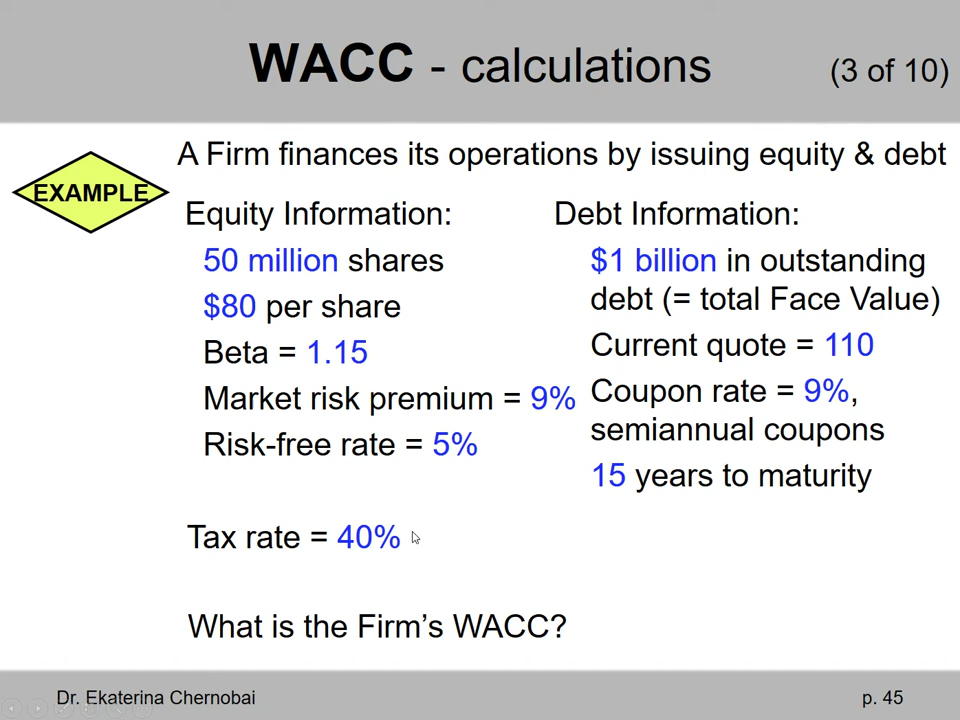 WACC - calculations (3 of 10)
EXAMPLE
A Firm finances its operations by issuing equity & debt
Equity Information:
50 million shares
$80 per share
Beta = 1.15
Market risk premium = 9%
Risk-free rate = 5%
Debt Information:
$1 billion in outstanding
debt (= total Face Value)
Current quote = 110
Coupon rate = 9%,
semiannual coupons
15 years to maturity
Tax rate = 40%
What is the Firm's WACC?
Dr. Ekaterina Chernobai
p. 45